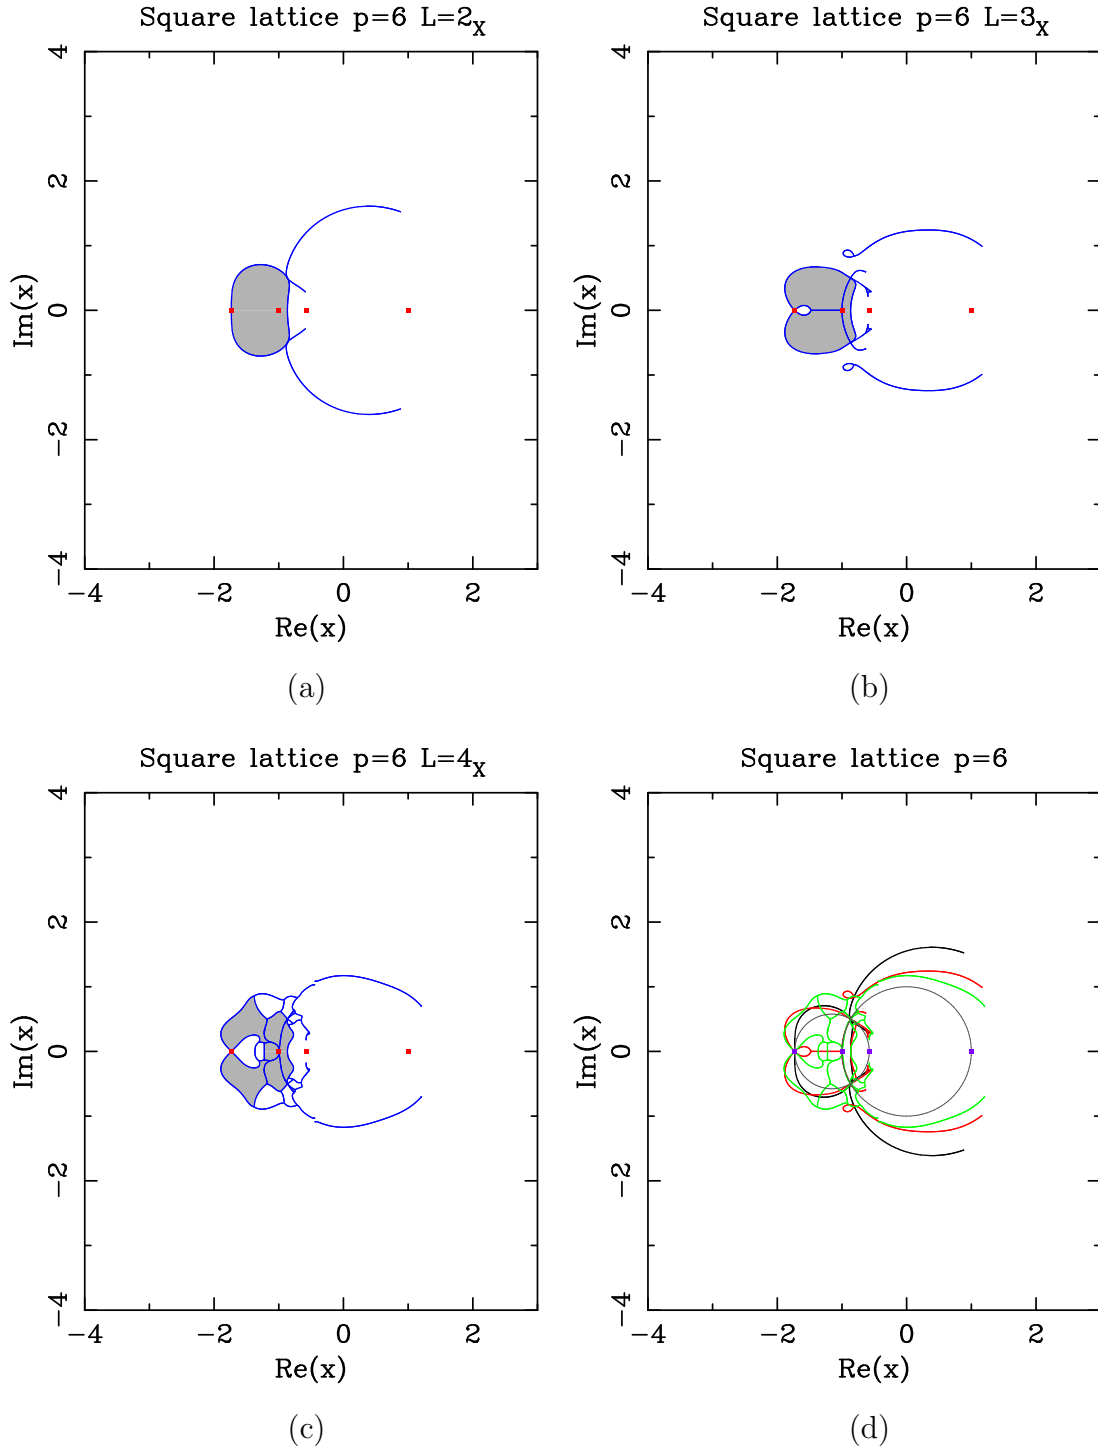 Square lattice p=6 L=2x
4
2
0
−2
−4
Im(x)
−4 −2 0 2
Re(x)
(a)
Square lattice p=6 L=3x
4
2
0
−2
−4
Im(x)
−4 −2 0 2
Re(x)
(b)
Square lattice p=6 L=4x
4
2
0
−2
−4
Im(x)
−4 −2 0 2
Re(x)
(c)
Square lattice p=6
4
2
0
−2
−4
Im(x)
−4 −2 0 2
Re(x)
(d)